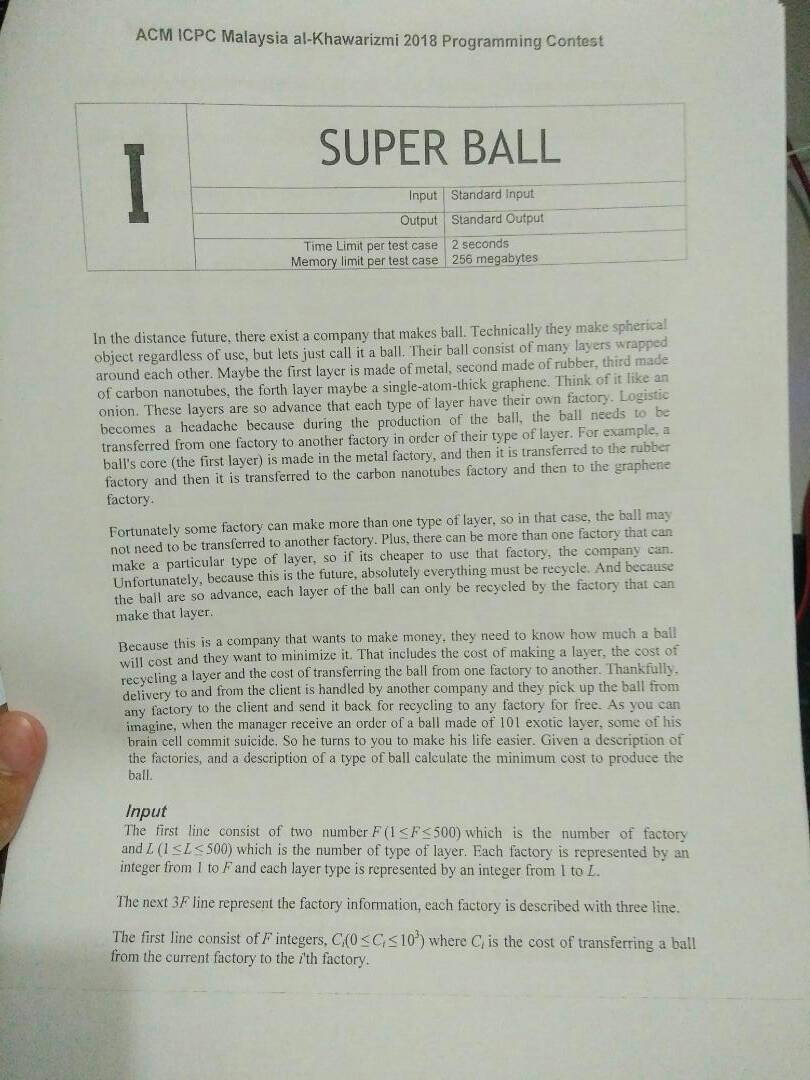 ACM ICPC Malaysia al-Khawarizmi 2018 Programming Contest
I
SUPER BALL
Input Standard Input
Output Standard Output
Time Limit per test case 2 seconds
Memory limit per test case 256 megabytes
In the distance future, there exist a company that makes ball. Technically they make spherical
object regardless of use, but lets just call it a ball. Their ball consist of many layers wrapped
around each other. Maybe the first layer is made of metal, second made of rubber, third made
of carbon nanotubes, the forth layer maybe a single-atom-thick graphene. Think of it like an
onion. These layers are so advance that each type of layer have their own factory. Logistic
becomes a headache because during the production of the ball, the ball needs to be
transferred from one factory to another factory in order of their type of layer. For example, a
ball's core (the first layer) is made in the metal factory, and then it is transferred to the rubber
factory and then it is transferred to the carbon nanotubes factory and then to the graphene
factory.
Fortunately some factory can make more than one type of layer, so in that case, the ball may
not need to be transferred to another factory. Plus, there can be more than one factory that can
make a particular type of layer, so if its cheaper to use that factory, the company can.
Unfortunately, because this is the future, absolutely everything must be recycle. And because
the ball are so advance, each layer of the ball can only be recycled by the factory that can
make that layer.
Because this is a company that wants to make money, they need to know how much a ball
will cost and they want to minimize it. That includes the cost of making a layer, the cost of
recycling a layer and the cost of transferring the ball from one factory to another. Thankfully,
delivery to and from the client is handled by another company and they pick up the ball from
any factory to the client and send it back for recycling to any factory for free. As you can
imagine, when the manager receive an order of a ball made of 101 exotic layer, some of his
brain cell commit suicide. So he turns to you to make his life easier. Given a description of
the factories, and a description of a type of ball calculate the minimum cost to produce the
ball.
Input
The first line consist of two number F (1≤F≤500) which is the number of factory
and L (1≤L≤500) which is the number of type of layer. Each factory is represented by an
integer from 1 to F and each layer type is represented by an integer from 1 to L.
The next 3F line represent the factory information, each factory is described with three line.
The first line consist of F integers, Cᵢ(0≤Cᵢ≤10³) where Cᵢ is the cost of transferring a ball
from the current factory to the i'th factory.